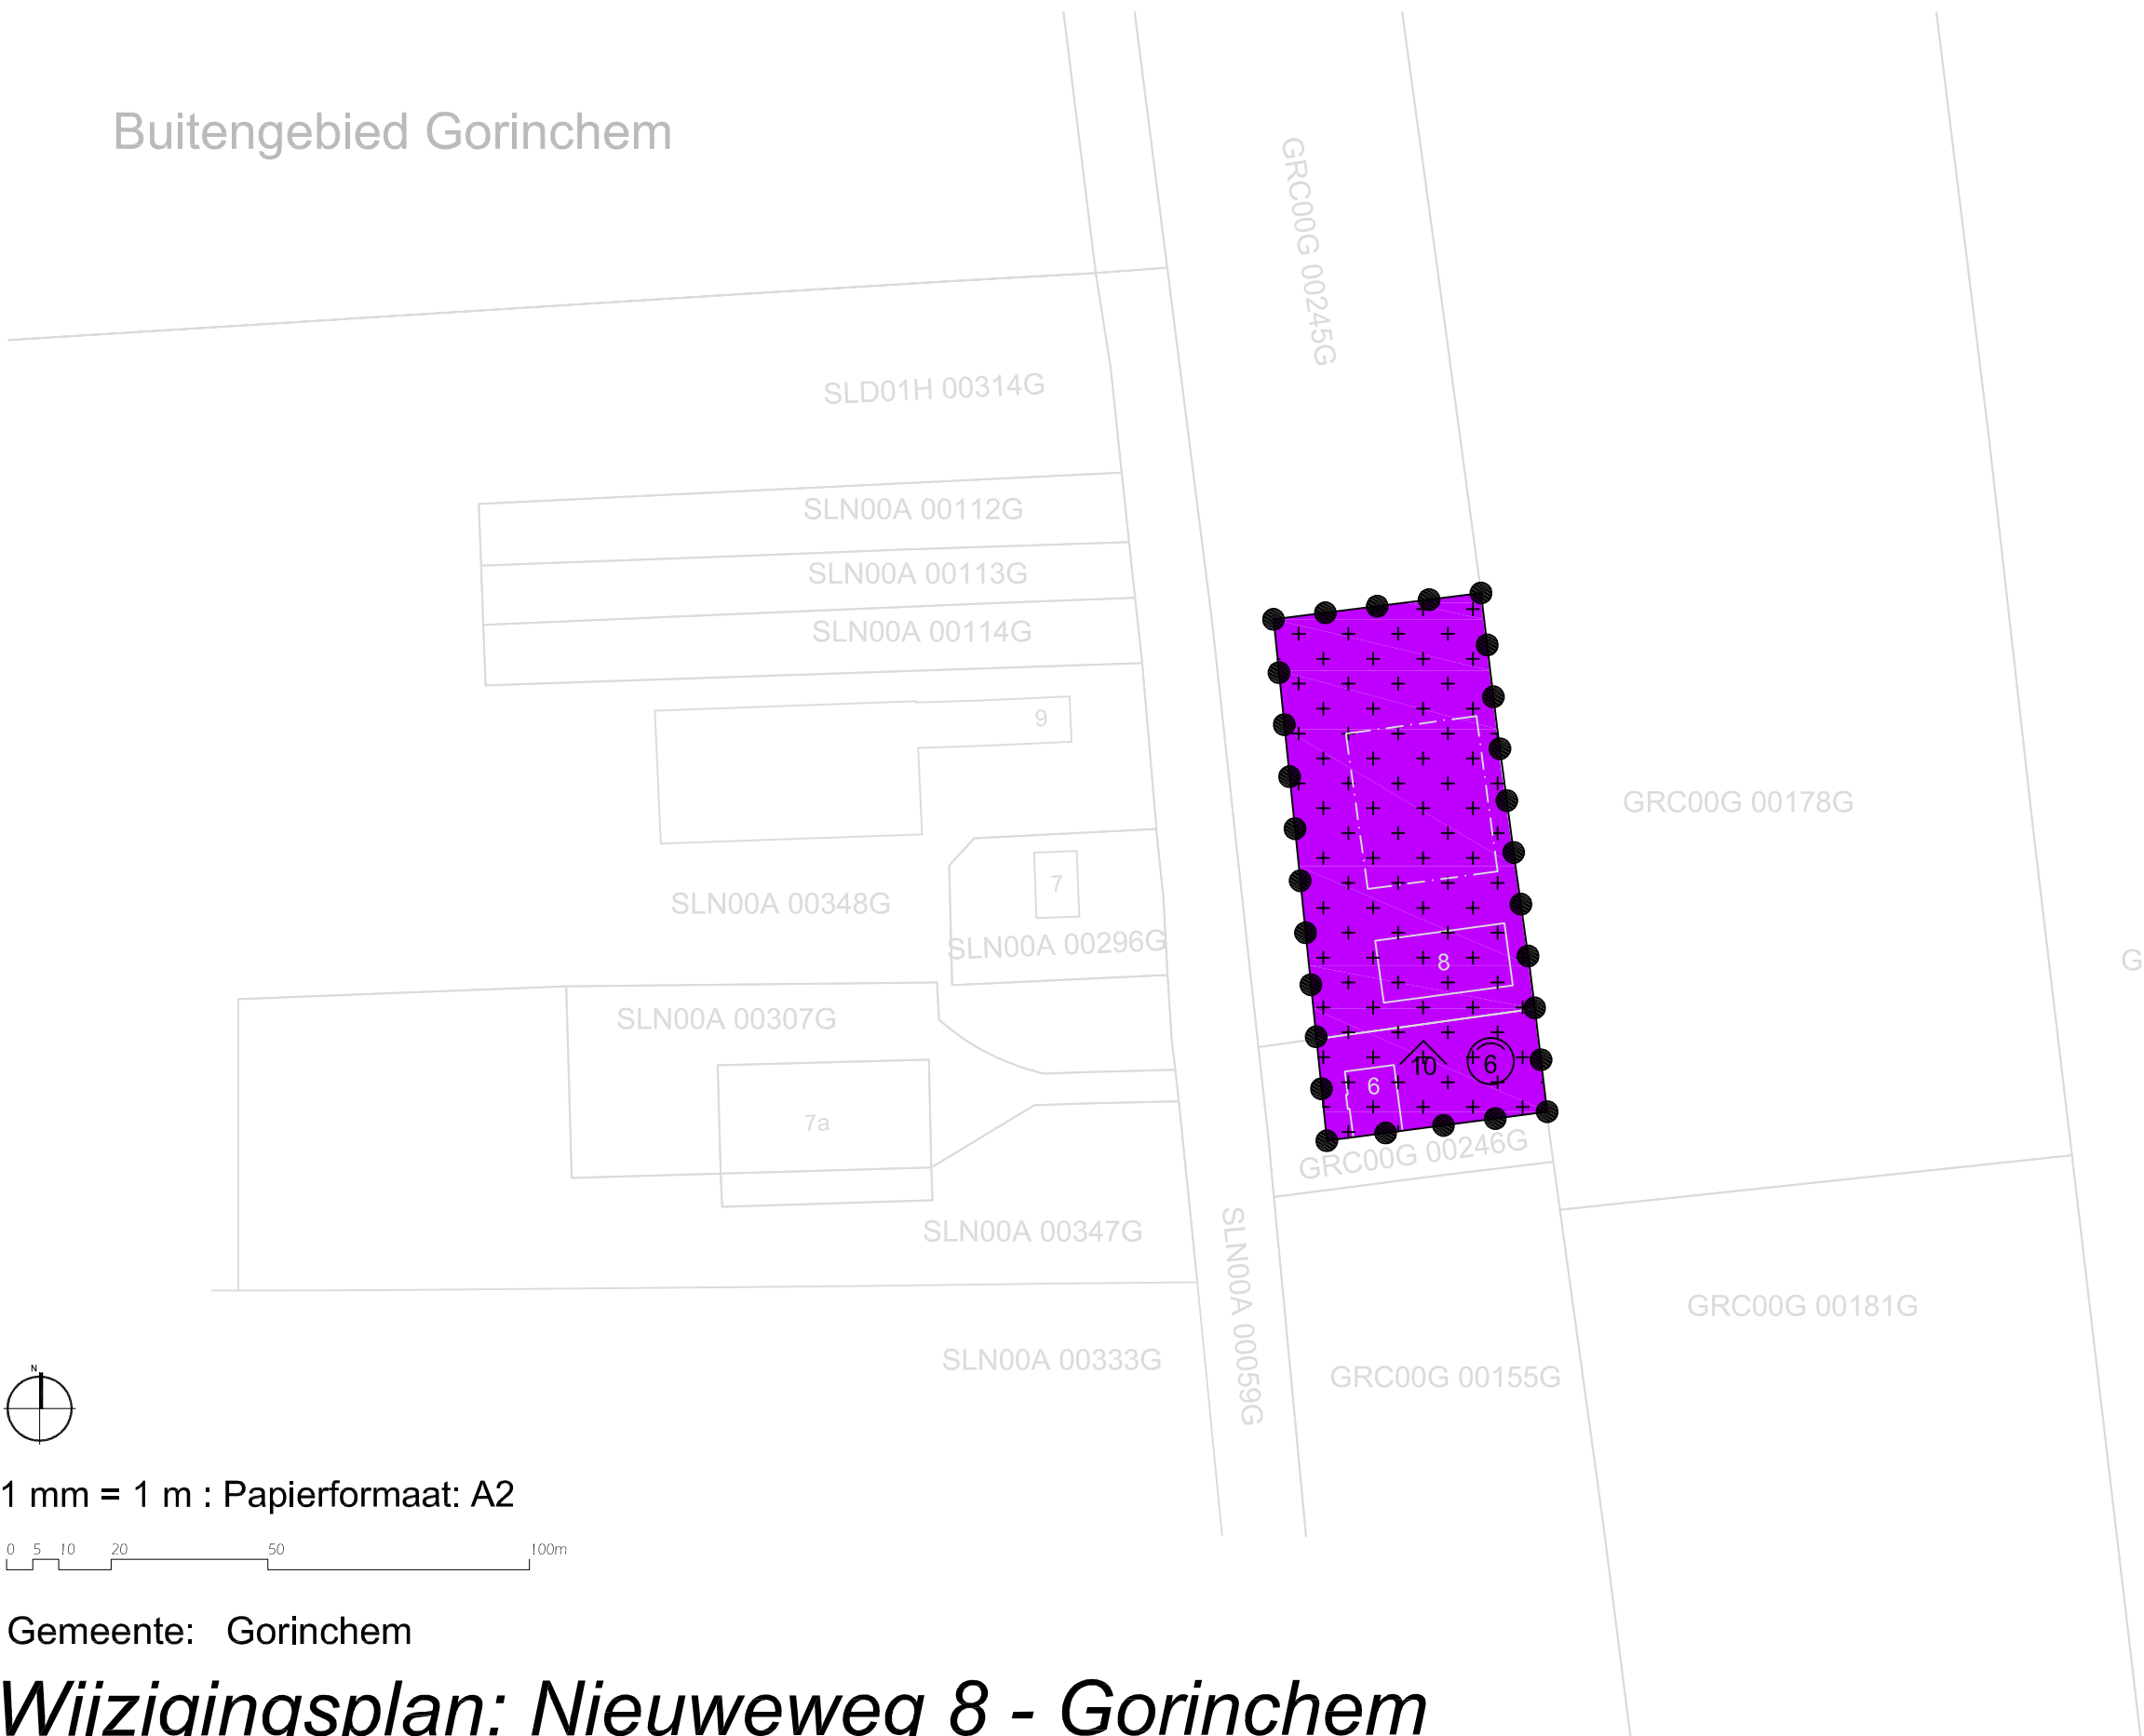 Buitengebied Gorinchem
GRC00G 00245G
SLD01H 00314G
SLN00A 00112G
SLN00A 00113G
SLN00A 00114G
9
GRC00G 00178G
7
SLN00A 00348G
SLN00A 00296G
8
G
SLN00A 00307G
10
6
6
7a
GRC00G 00246G
SLN00A 00347G
SLN00A 00059G
GRC00G 00181G
SLN00A 00333G
GRC00G 00155G
N
1 mm = 1 m : Papierformaat: A2
0 5 10 20 50 100m
Gemeente: Gorinchem
Wijzigingsplan: Nieuweweg 8 - Gorinchem